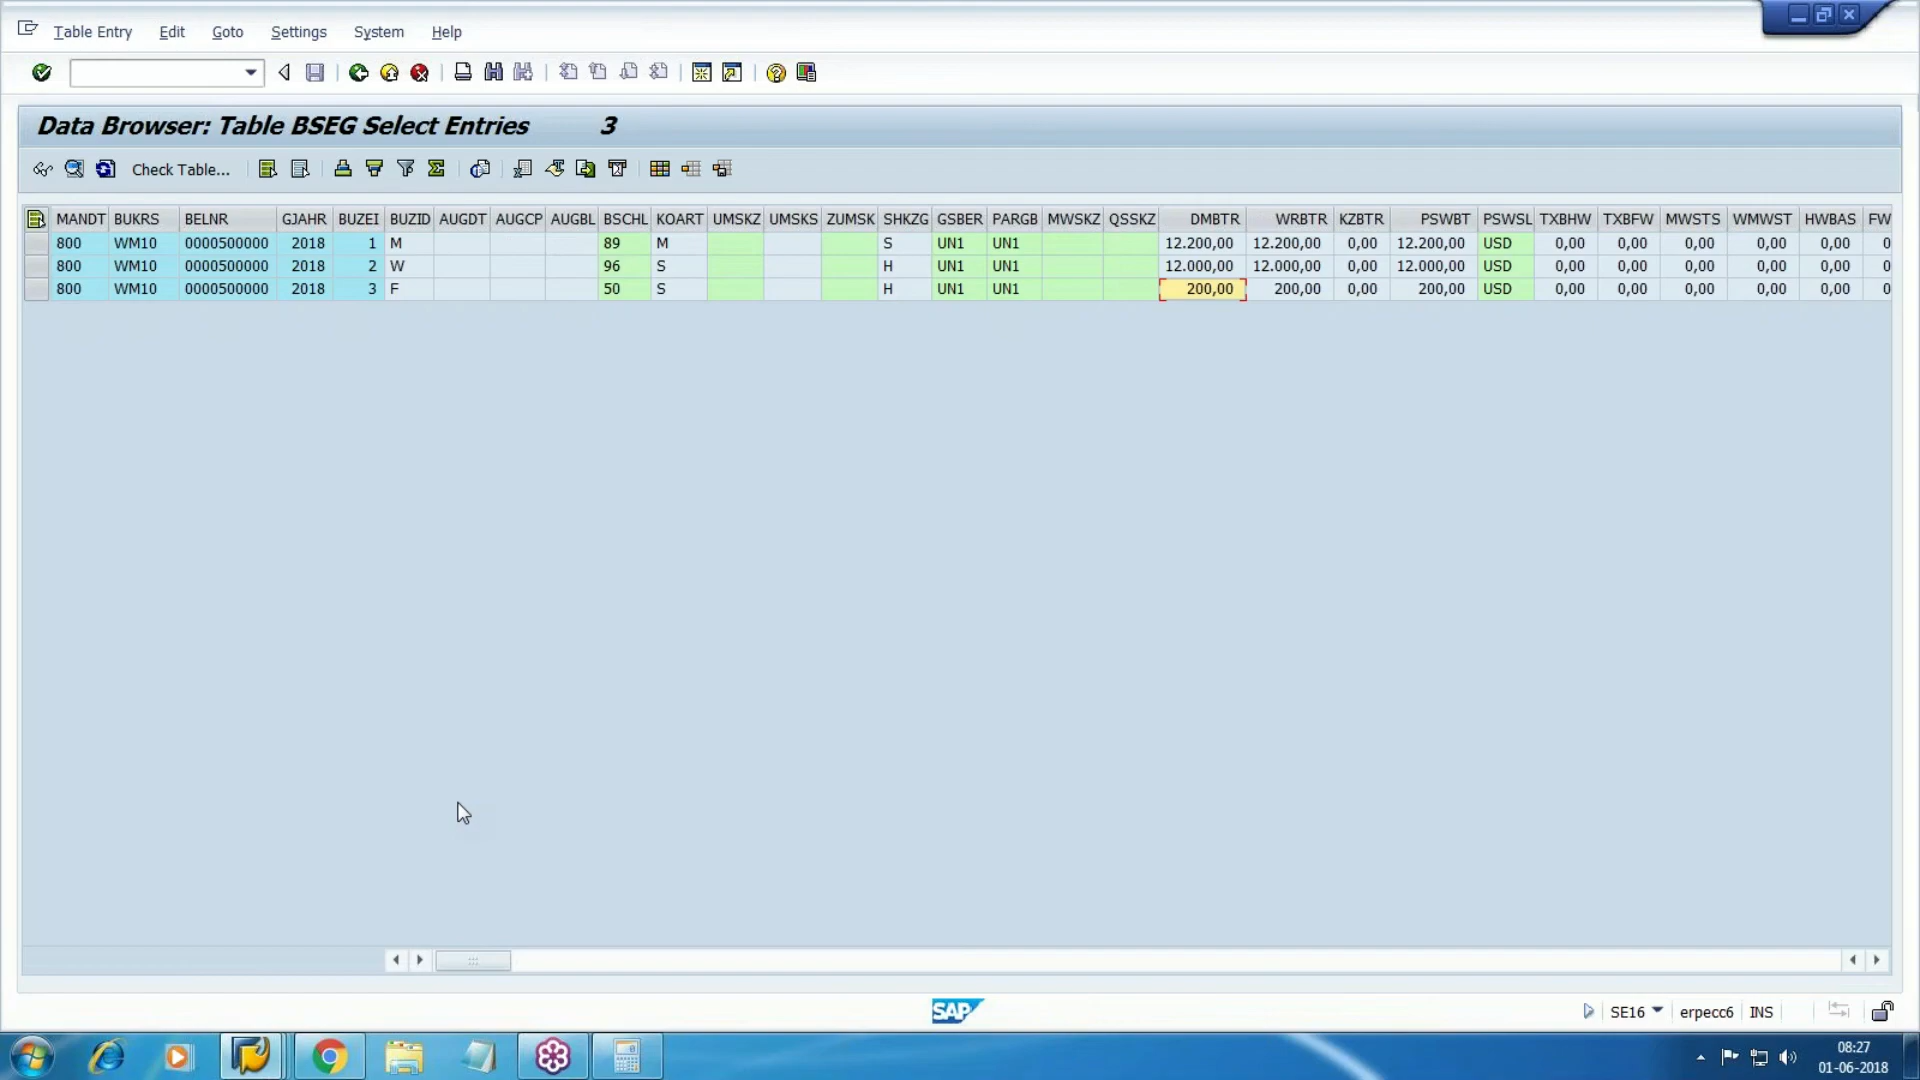 Table Entry Edit Goto Settings System Help
Data Browser: Table BSEG Select Entries 3
Check Table...
MANDT BUKRS BELNR GJAHR BUZEI BUZID AUGDT AUGCP AUGBL BSCHL KOART UMSKZ UMSKS ZUMSK SHKZG GSBER PARGB MWSKZ QSSKZ DMBTR WRBTR KZBTR PSWBT PSWSL TXBHW TXBFW MWSTS WMWST HWBAS FW
800 WM10 0000500000 2018 1 M 89 M S UN1 UN1 12.200,00 12.200,00 0,00 12.200,00 USD 0,00 0,00 0,00 0,00 0,00 0
800 WM10 0000500000 2018 2 W 96 S H UN1 UN1 12.000,00 12.000,00 0,00 12.000,00 USD 0,00 0,00 0,00 0,00 0,00 0
800 WM10 0000500000 2018 3 F 50 S H UN1 UN1 200,00 200,00 0,00 200,00 USD 0,00 0,00 0,00 0,00 0,00 0
SAP
SE16 erpecc6 INS
08:27
01-06-2018